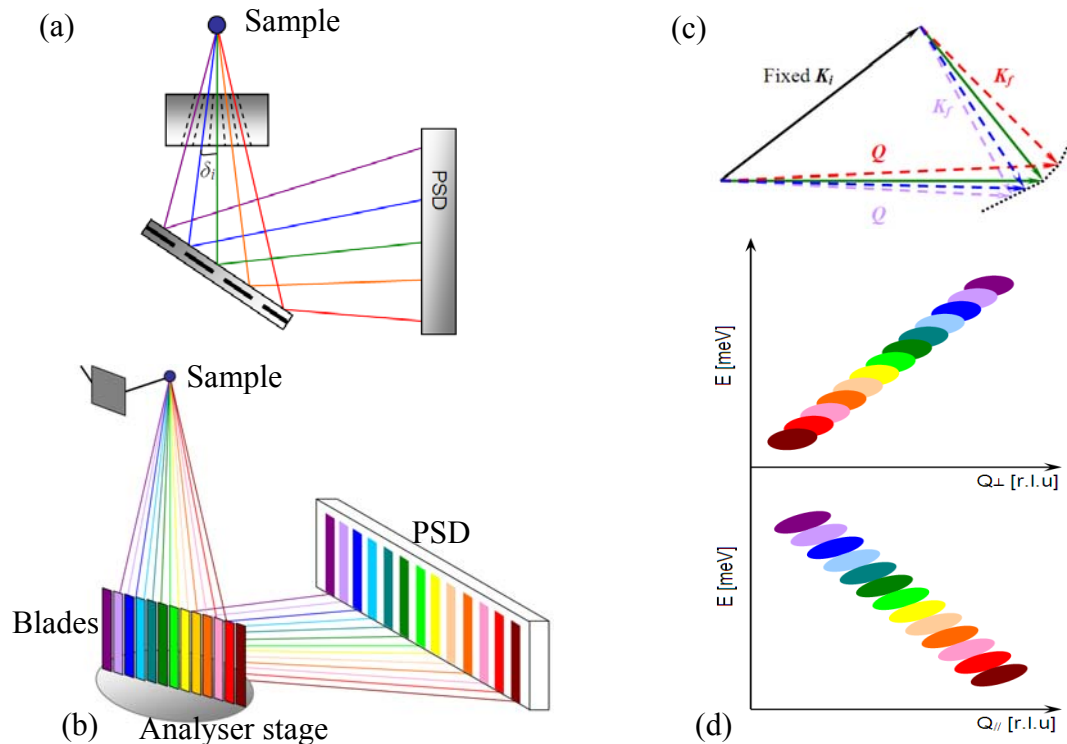 (a)
Sample
δi
PSD
Sample
PSD
Blades
(b)
Analyser stage
(c)
Fixed Ki
Kf
Kf
Q
Q
E [meV]
Q⊥ [r.l.u]
E [meV]
(d)
Q// [r.l.u]